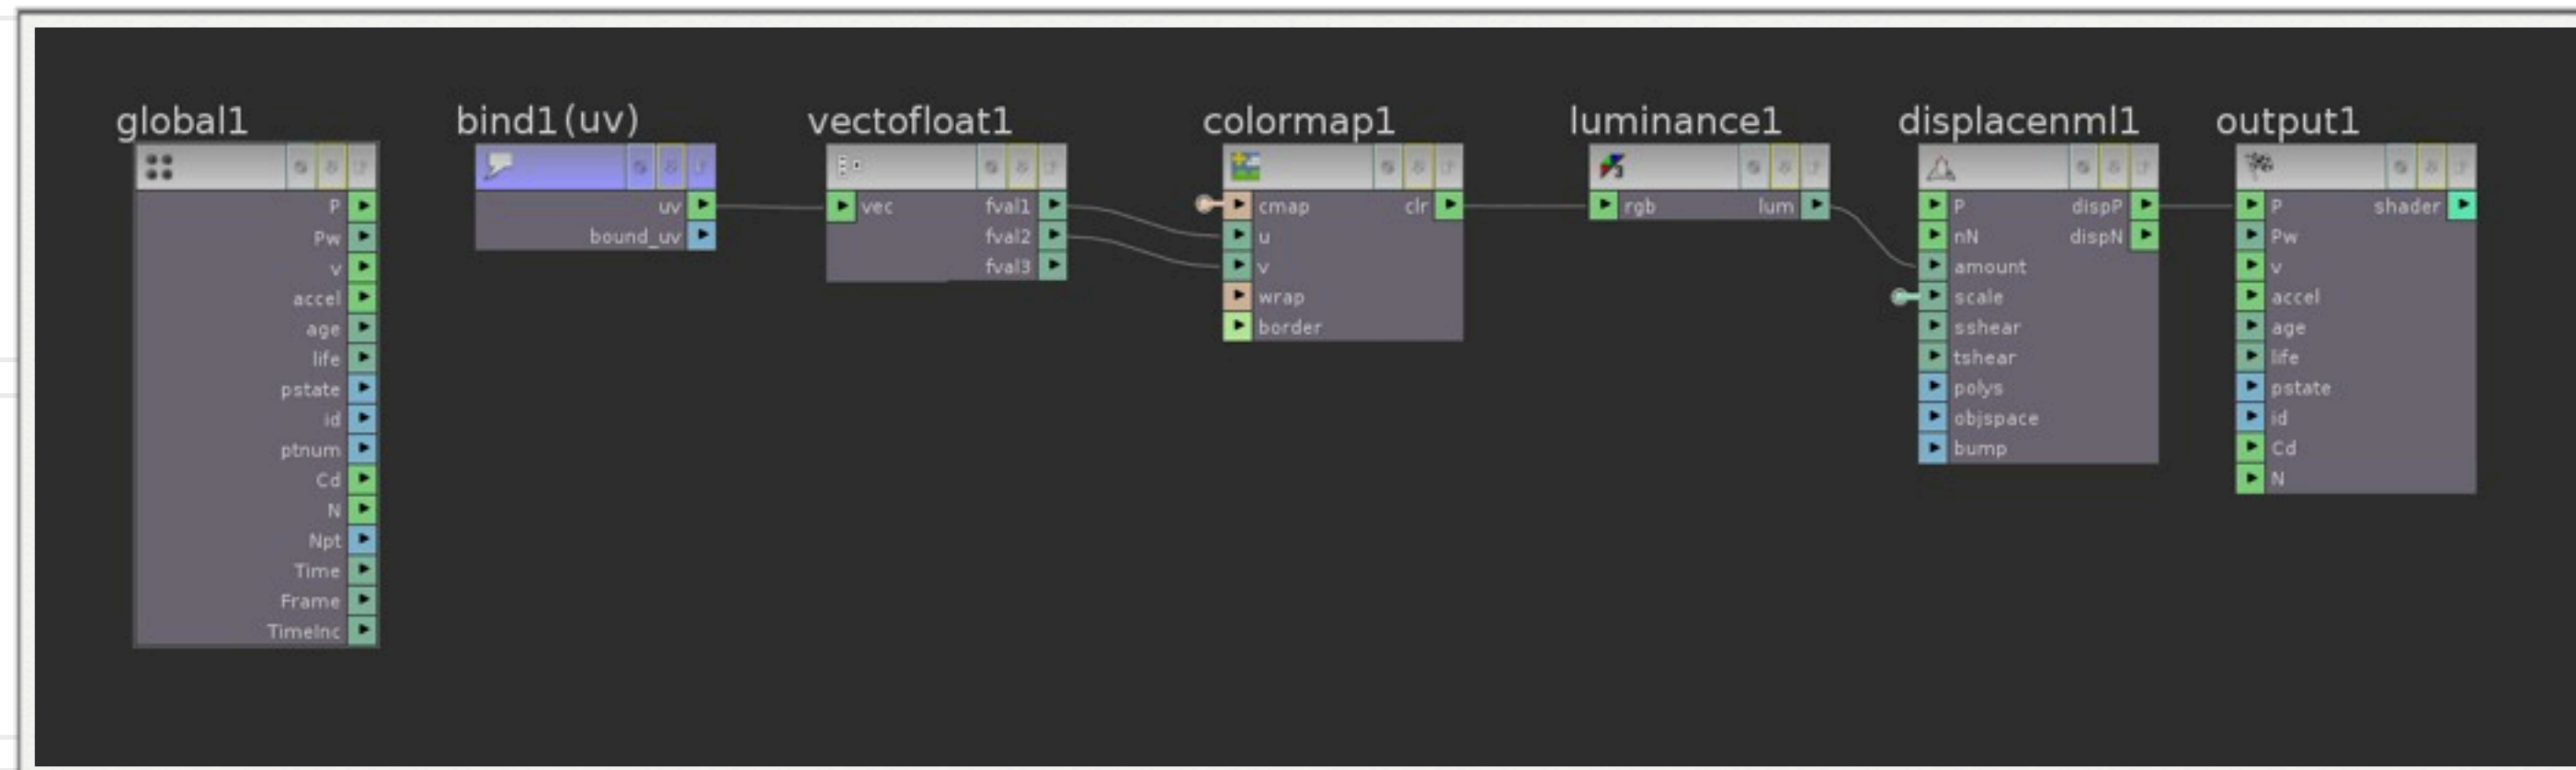 global1
P
Pw
v
accel
age
life
pstate
id
ptnum
Cd
N
Npt
Time
Frame
TimeInc
bind1(uv)
uv
bound_uv
vectofloat1
vec fval1
fval2
fval3
colormap1
cmap clr
u
v
wrap
border
luminance1
rgb lum
displacenml1
P dispP
nN dispN
amount
scale
sshear
tshear
polys
objspace
bump
output1
P shader
Pw
v
accel
age
life
pstate
id
Cd
N